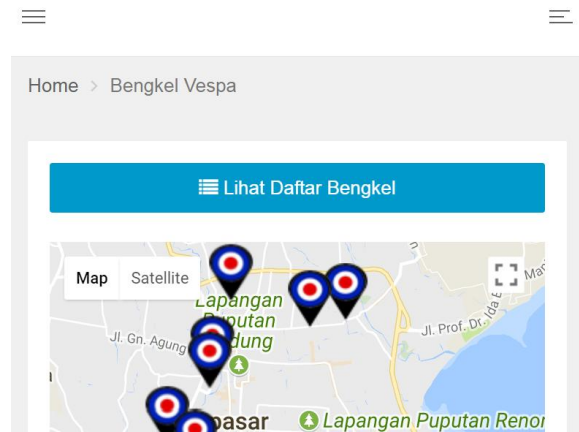 Home > Bengkel Vespa
Lihat Daftar Bengkel
Map Satellite
Lapangan
Puputan
Jl. Gn. Agung
Jl. Prof. Dr. Ida
pasar
Lapangan Puputan Renon